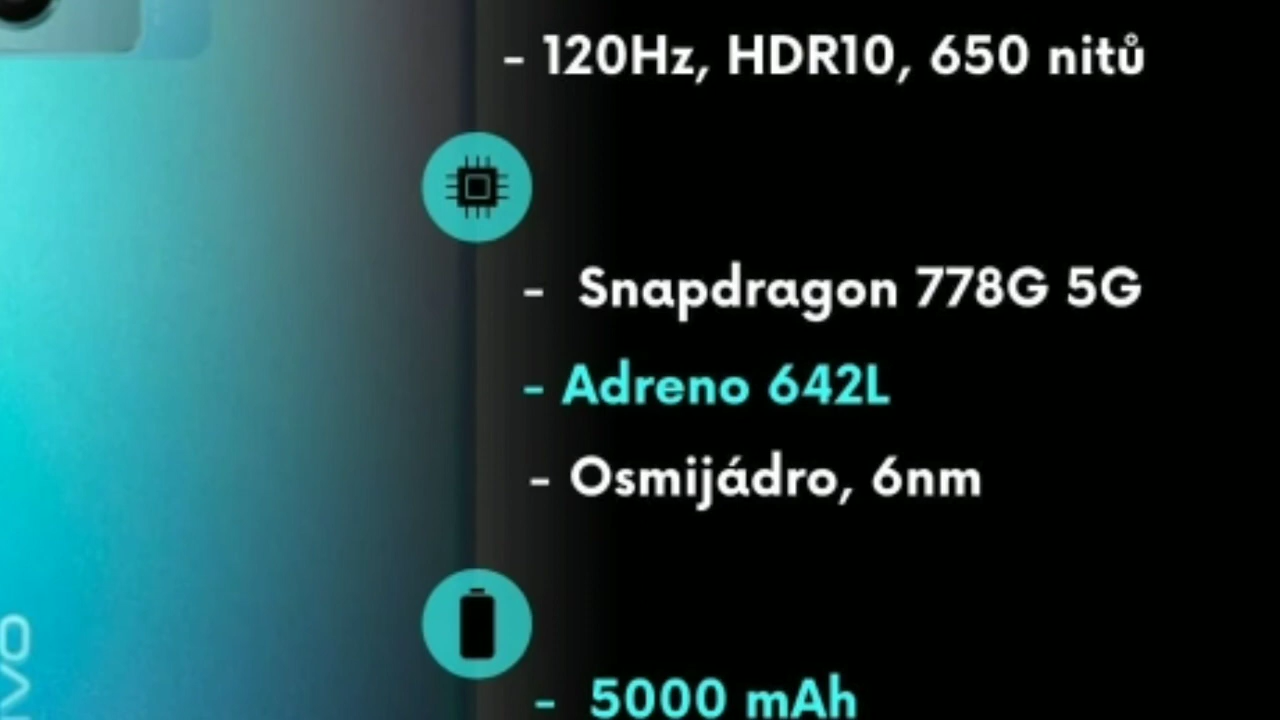 - 120Hz, HDR10, 650 nitů
- Snapdragon 778G 5G
- Adreno 642L
- Osmijádro, 6nm
- 5000 mAh